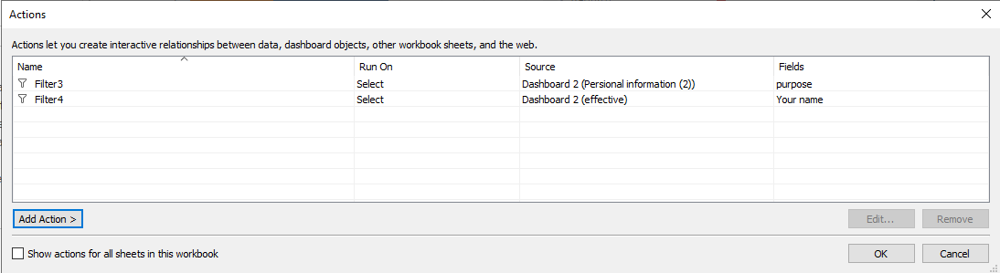 Actions
Actions let you create interactive relationships between data, dashboard objects, other workbook sheets, and the web.
Name Run On Source Fields
Filter3 Select Dashboard 2 (Persional information (2)) purpose
Filter4 Select Dashboard 2 (effective) Your name
Add Action > Edit... Remove
Show actions for all sheets in this workbook OK Cancel